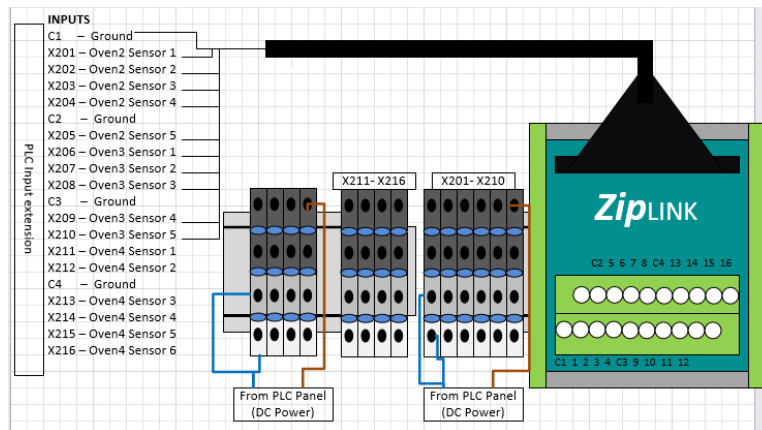 INPUTS
C1 – Ground
X201 – Oven2 Sensor 1
X202 – Oven2 Sensor 2
X203 – Oven2 Sensor 3
X204 – Oven2 Sensor 4
C2 – Ground
X205 – Oven2 Sensor 5
X206 – Oven3 Sensor 1
X207 – Oven3 Sensor 2
X208 – Oven3 Sensor 3
C3 – Ground
X209 – Oven3 Sensor 4
X210 – Oven3 Sensor 5
X211 – Oven4 Sensor 1
X212 – Oven4 Sensor 2
C4 – Ground
X213 – Oven4 Sensor 3
X214 – Oven4 Sensor 4
X215 – Oven4 Sensor 5
X216 – Oven4 Sensor 6
PLC Input extension
X211- X216
X201- X210
ZipLINK
C2 5 6 7 8 C4 13 14 15 16
C1 1 2 3 4 C3 9 10 11 12
From PLC Panel
(DC Power)
From PLC Panel
(DC Power)